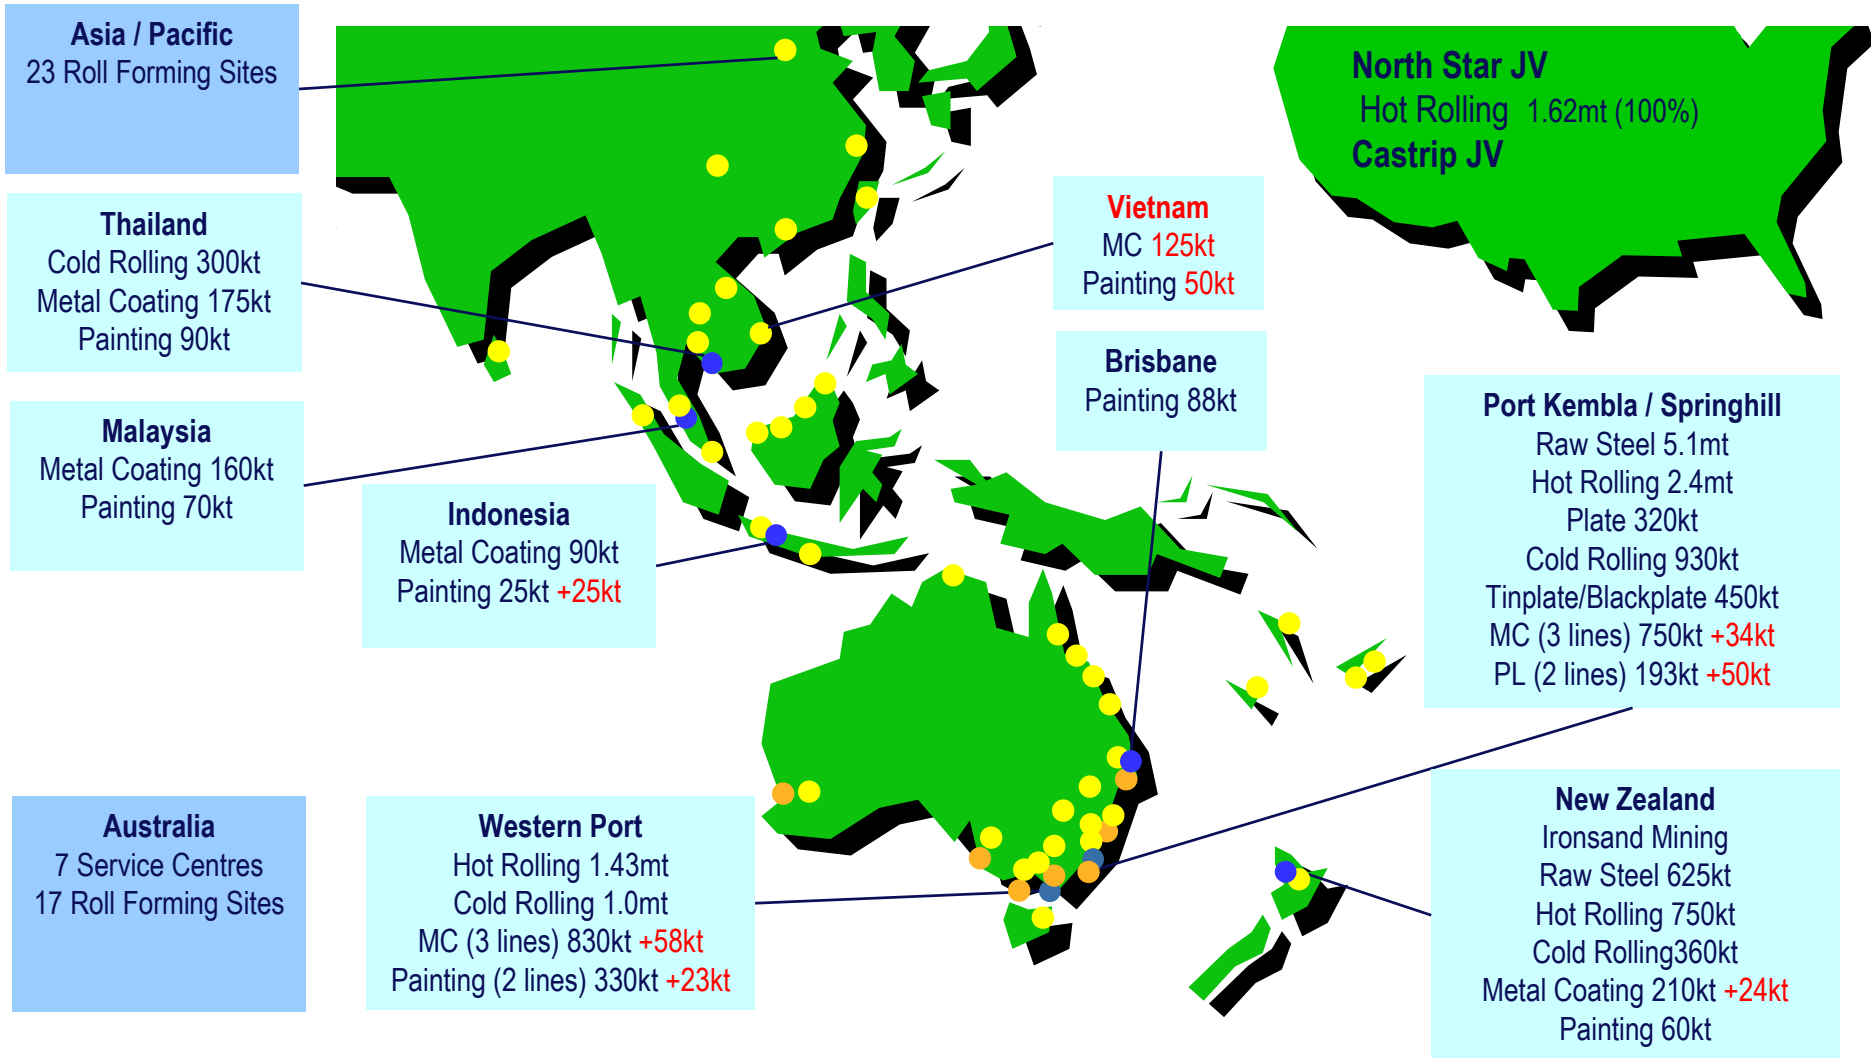 Asia / Pacific
23 Roll Forming Sites
Thailand
Cold Rolling 300kt
Metal Coating 175kt
Painting 90kt
Malaysia
Metal Coating 160kt
Painting 70kt
Indonesia
Metal Coating 90kt
Painting 25kt +25kt
Vietnam
MC 125kt
Painting 50kt
Brisbane
Painting 88kt
North Star JV
Hot Rolling 1.62mt (100%)
Castrip JV
Port Kembla / Springhill
Raw Steel 5.1mt
Hot Rolling 2.4mt
Plate 320kt
Cold Rolling 930kt
Tinplate/Blackplate 450kt
MC (3 lines) 750kt +34kt
PL (2 lines) 193kt +50kt
Australia
7 Service Centres
17 Roll Forming Sites
Western Port
Hot Rolling 1.43mt
Cold Rolling 1.0mt
MC (3 lines) 830kt +58kt
Painting (2 lines) 330kt +23kt
New Zealand
Ironsand Mining
Raw Steel 625kt
Hot Rolling 750kt
Cold Rolling360kt
Metal Coating 210kt +24kt
Painting 60kt